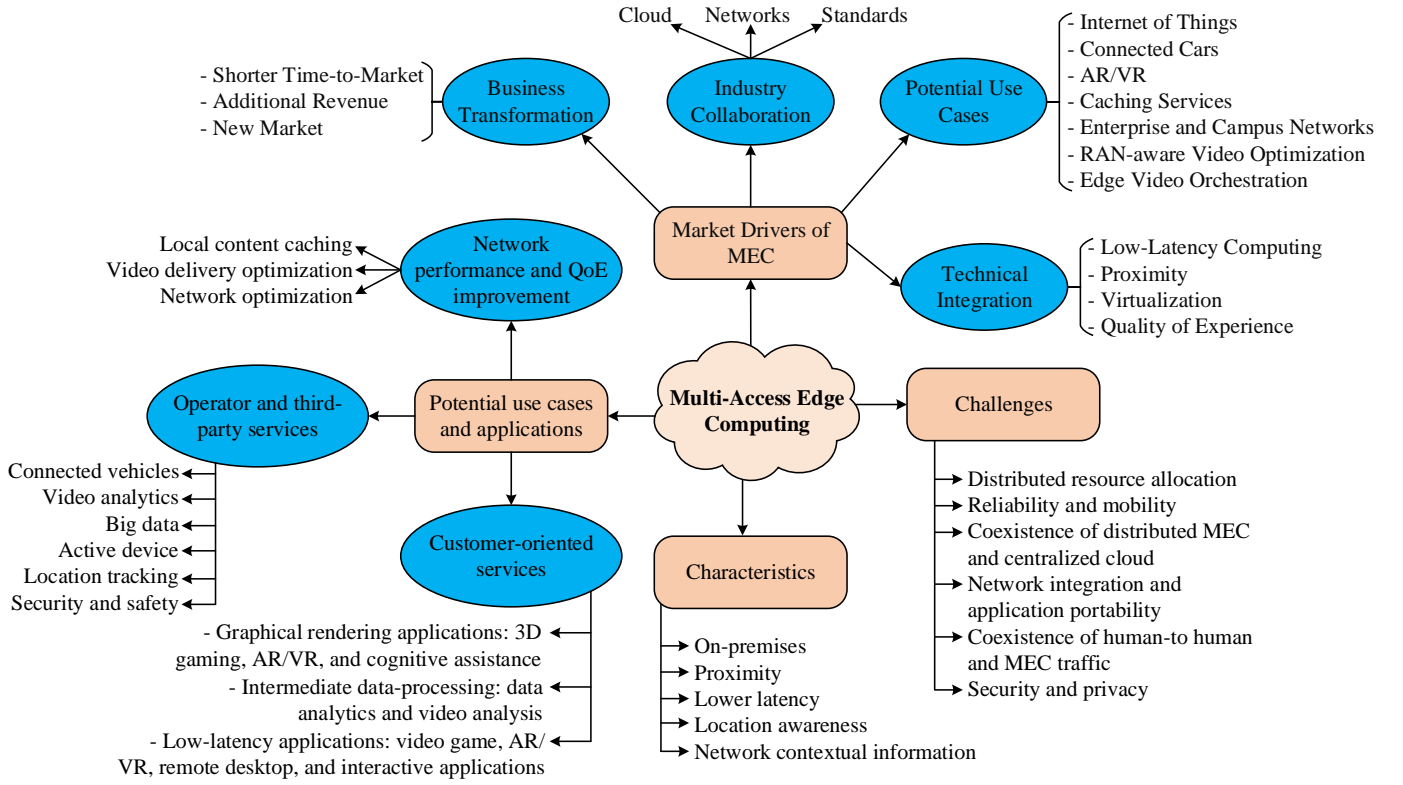 Cloud
Networks
Standards
- Shorter Time-to-Market
- Additional Revenue
- New Market
Business
Transformation
Industry
Collaboration
Potential Use
Cases
- Internet of Things
- Connected Cars
- AR/VR
- Caching Services
- Enterprise and Campus Networks
- RAN-aware Video Optimization
- Edge Video Orchestration
Market Drivers of
MEC
Technical
Integration
- Low-Latency Computing
- Proximity
- Virtualization
- Quality of Experience
Network
performance and QoE
improvement
Local content caching
Video delivery optimization
Network optimization
Multi-Access Edge
Computing
Potential use cases
and applications
Operator and third-
party services
Connected vehicles
Video analytics
Big data
Active device
Location tracking
Security and safety
Customer-oriented
services
- Graphical rendering applications: 3D
gaming, AR/VR, and cognitive assistance
- Intermediate data-processing: data
analytics and video analysis
- Low-latency applications: video game, AR/
VR, remote desktop, and interactive applications
Characteristics
On-premises
Proximity
Lower latency
Location awareness
Network contextual information
Challenges
Distributed resource allocation
Reliability and mobility
Coexistence of distributed MEC
and centralized cloud
Network integration and
application portability
Coexistence of human-to human
and MEC traffic
Security and privacy